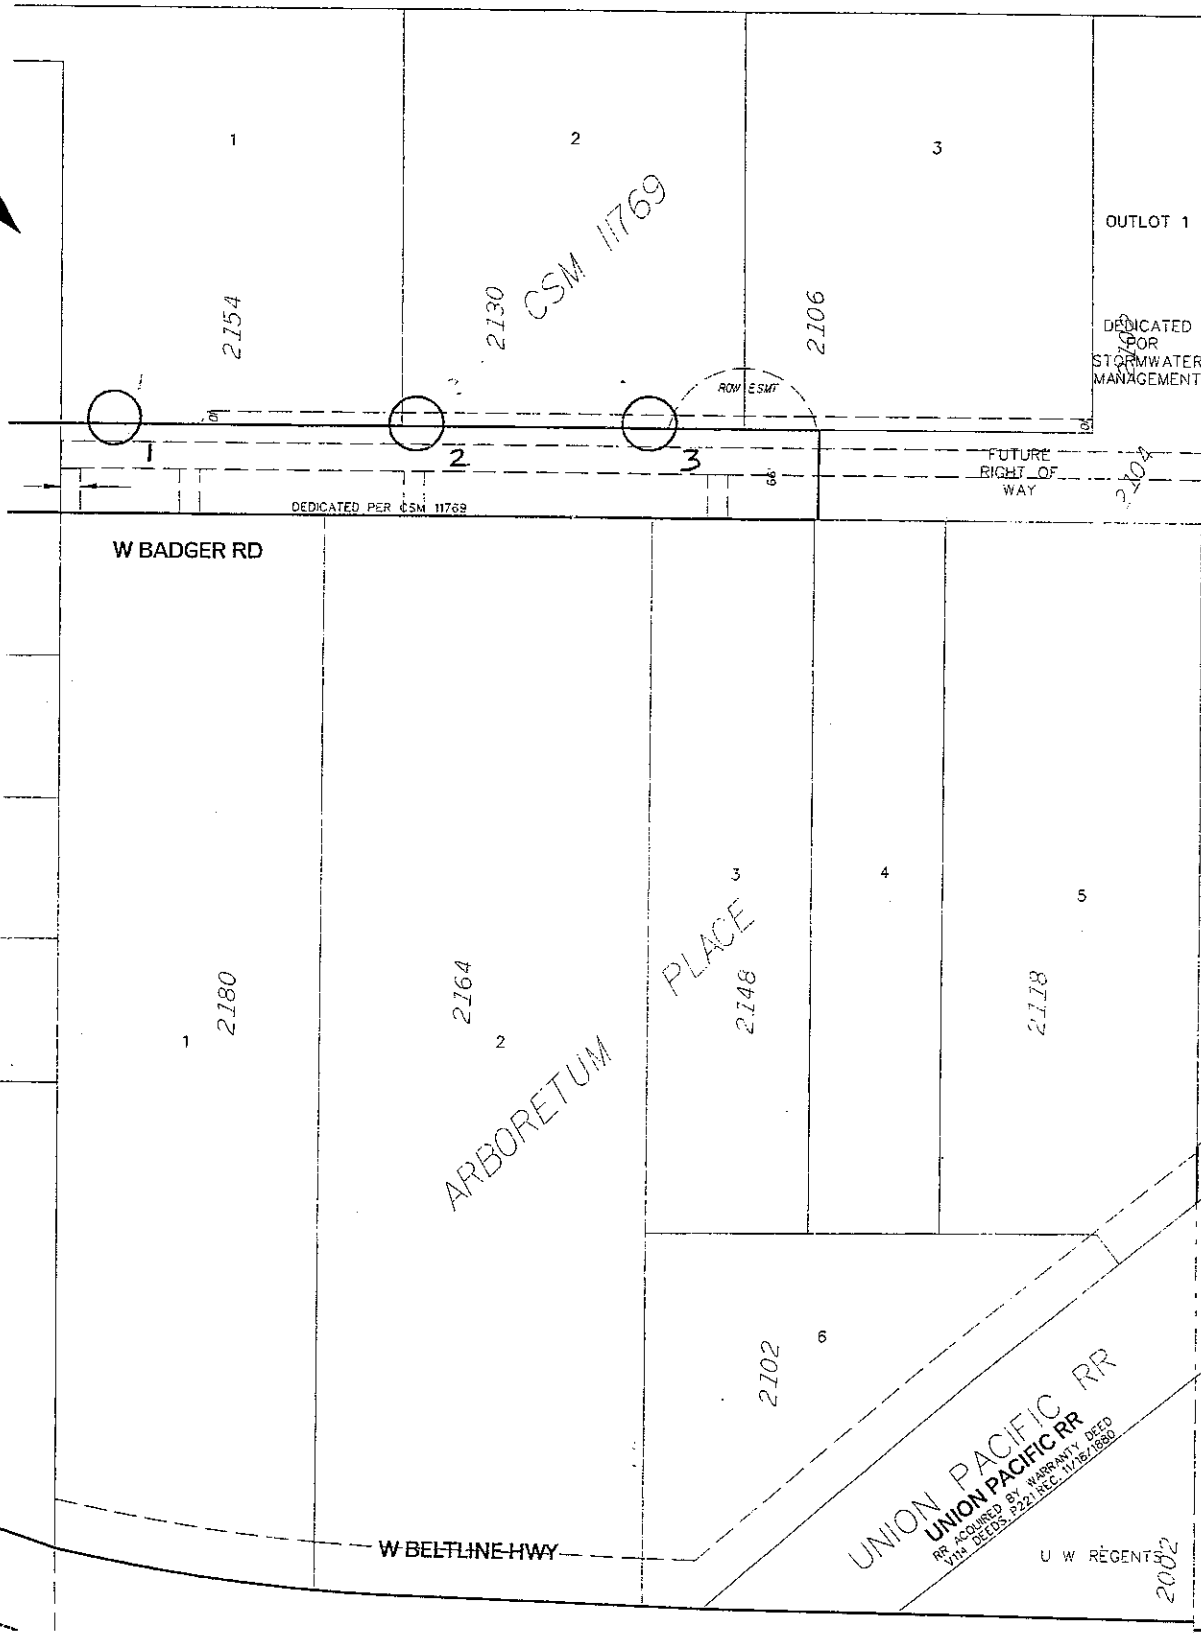 1
2
3
OUTLOT 1
CSM 11769
2154
2130
2106
DEDICATED
FOR
STORMWATER
MANAGEMENT
ROW ESMT
1
2
3
66
FUTURE
RIGHT OF
WAY
2104
DEDICATED PER CSM 11769
W BADGER RD
3
4
5
PLACE
2180
2164
2148
2118
1
2
ARBORETUM
6
2102
UNION PACIFIC RR
UNION PACIFIC RR
RR ACQUIRED BY WARRANTY DEED
V114 DEEDS, P221 REC. 11/16/1880
W BELTLINE HWY
U W REGENTS
2002